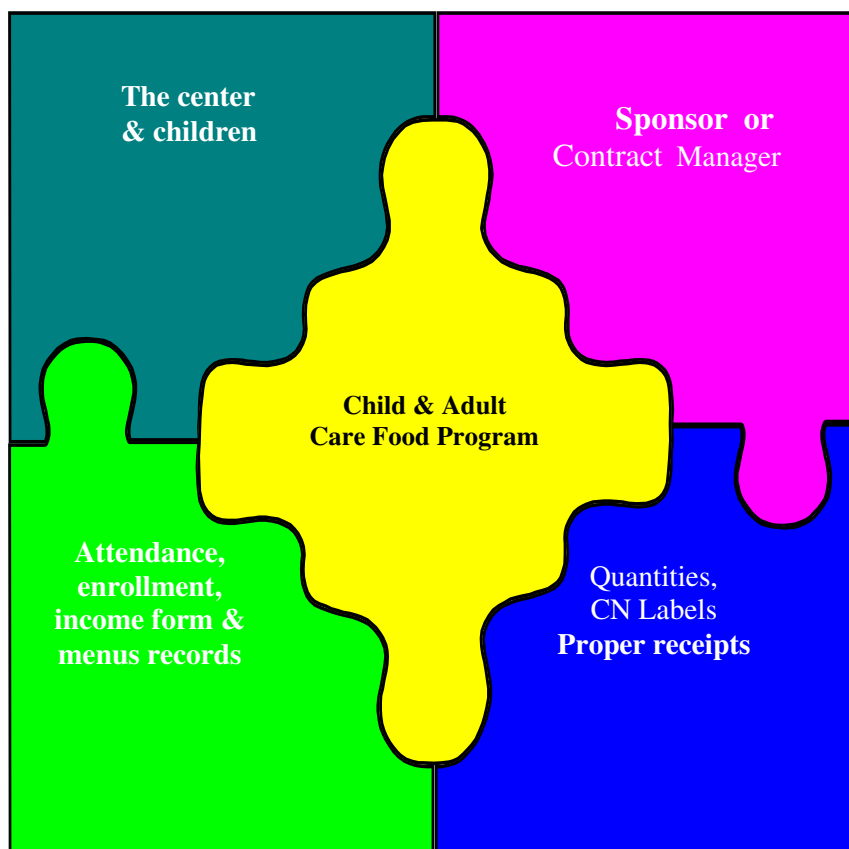 The center
& children
Sponsor or
Contract Manager
Child & Adult
Care Food Program
Attendance,
enrollment,
income form &
menus records
Quantities,
CN Labels
Proper receipts